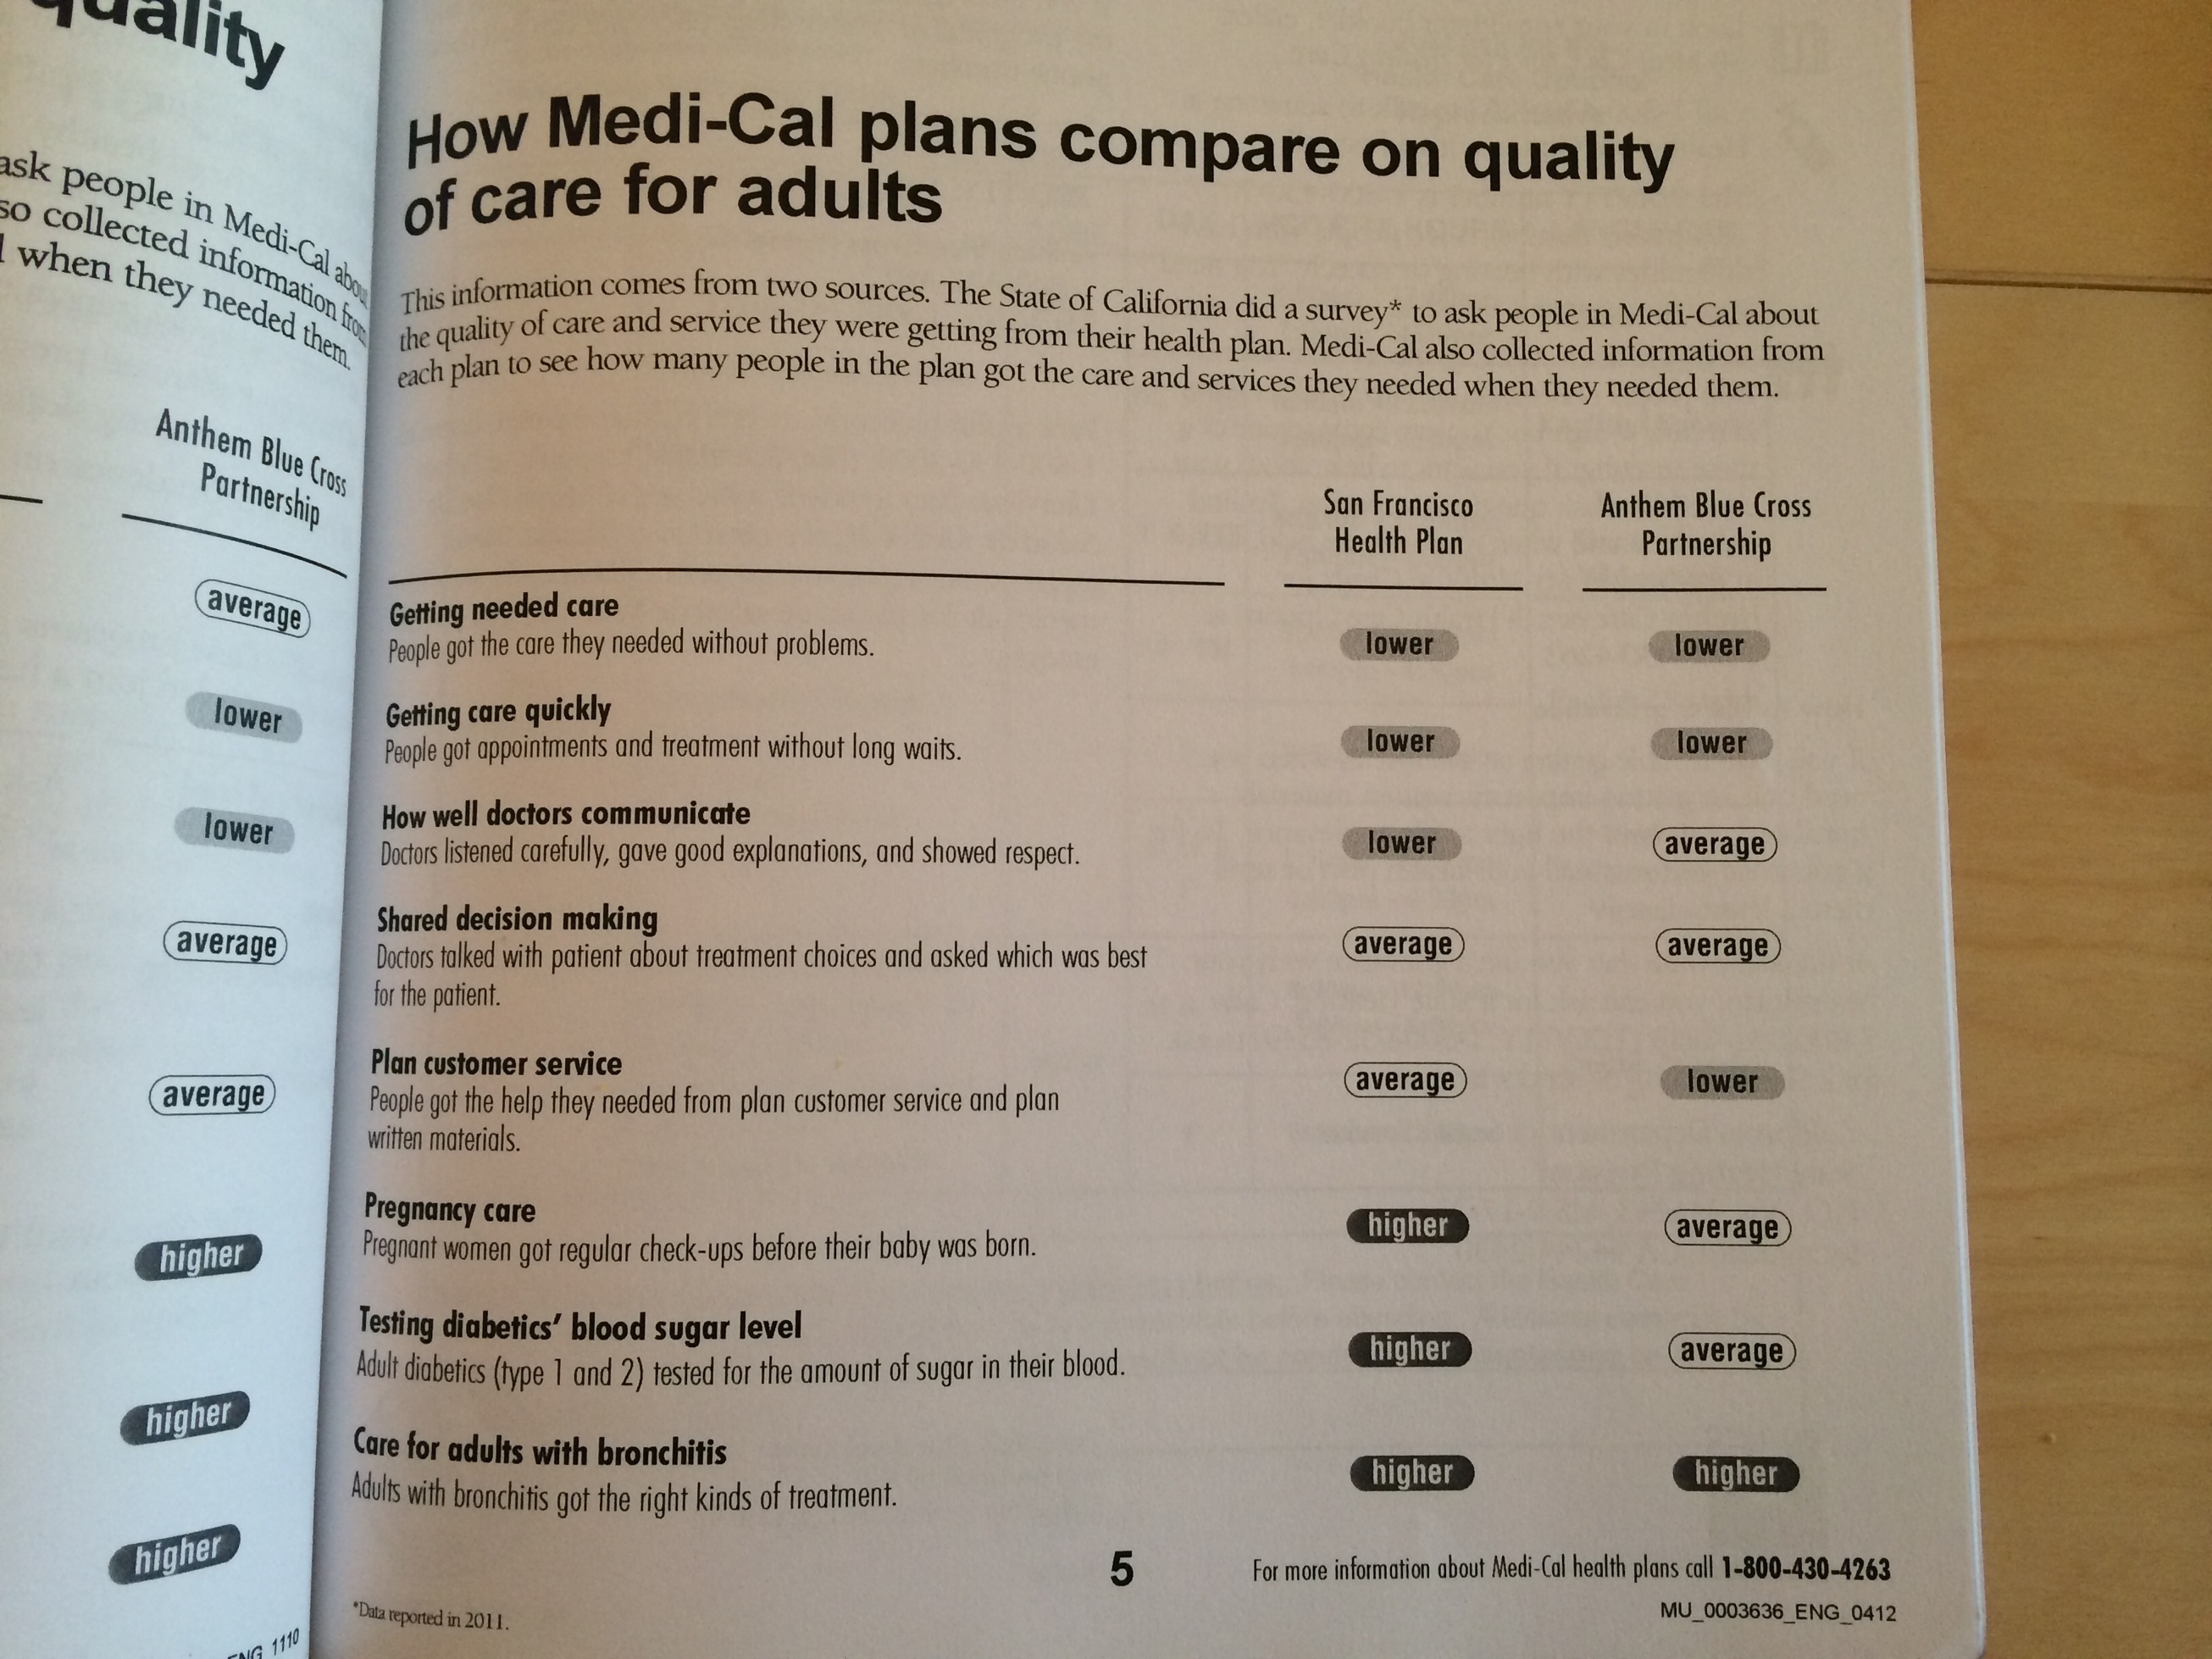 quality
ask people in Medi-Cal about
so collected information from
when they needed them.
Anthem Blue Cross
Partnership
average
lower
lower
average
average
higher
higher
higher
1110
How Medi-Cal plans compare on quality
of care for adults
This information comes from two sources. The State of California did a survey* to ask people in Medi-Cal about
the quality of care and service they were getting from their health plan. Medi-Cal also collected information from
each plan to see how many people in the plan got the care and services they needed when they needed them.
San Francisco
Health Plan
Anthem Blue Cross
Partnership
Getting needed care
People got the care they needed without problems.
lower lower
Getting care quickly
People got appointments and treatment without long waits.
lower lower
How well doctors communicate
Doctors listened carefully, gave good explanations, and showed respect.
lower average
Shared decision making
Doctors talked with patient about treatment choices and asked which was best
for the patient.
average average
Plan customer service
People got the help they needed from plan customer service and plan
written materials.
average lower
Pregnancy care
Pregnant women got regular check-ups before their baby was born.
higher average
Testing diabetics' blood sugar level
Adult diabetics (type 1 and 2) tested for the amount of sugar in their blood.
higher average
Care for adults with bronchitis
Adults with bronchitis got the right kinds of treatment.
higher higher
5
For more information about Medi-Cal health plans call 1-800-430-4263
*Data reported in 2011.
MU_0003636_ENG_0412